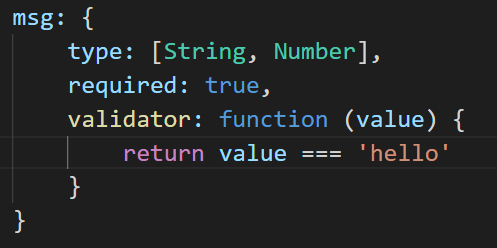 msg: {
    type: [String, Number],
    required: true,
    validator: function (value) {
        return value === 'hello'
    }
}